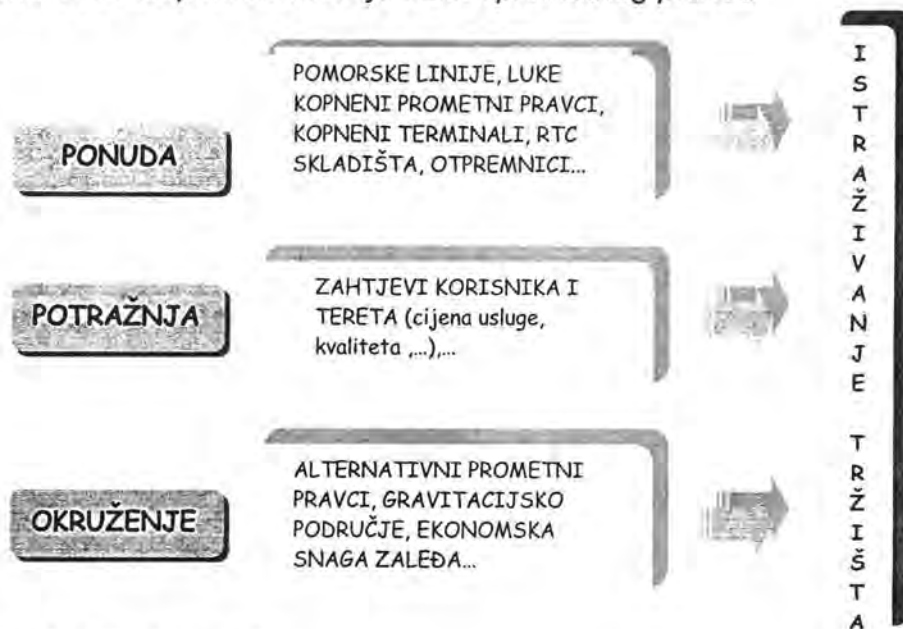 PONUDA
POMORSKE LINIJE, LUKE
KOPNENI PROMETNI PRAVCI,
KOPNENI TERMINALI, RTC
SKLADIŠTA, OTPREMNICI...
POTRAŽNJA
ZAHTJEVI KORISNIKA I
TERETA (cijena usluge,
kvaliteta ,...),...
OKRUŽENJE
ALTERNATIVNI PROMETNI
PRAVCI, GRAVITACIJSKO
PODRUČJE, EKONOMSKA
SNAGA ZALEĐA...
ISTRAŽIVANJE TRŽIŠTA